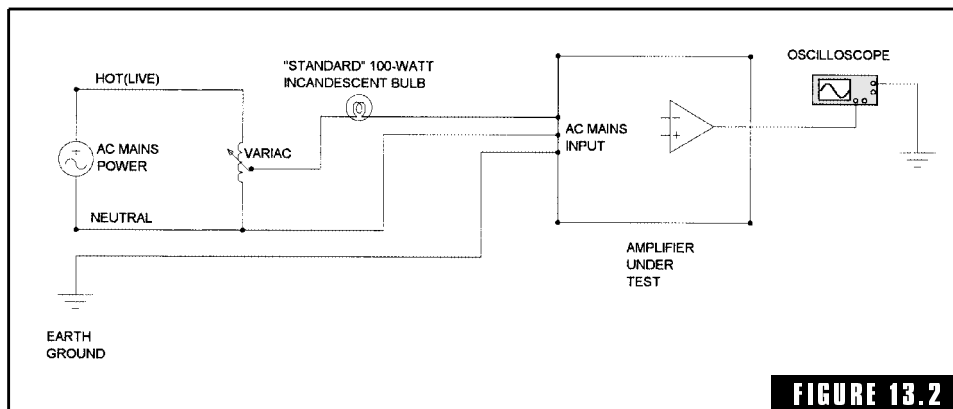 "STANDARD" 100-WATT
INCANDESCENT BULB
OSCILLOSCOPE
HOT(LIVE)
AC MAINS
POWER
VARIAC
AC MAINS
INPUT
NEUTRAL
AMPLIFIER
UNDER
TEST
EARTH
GROUND
FIGURE 13.2